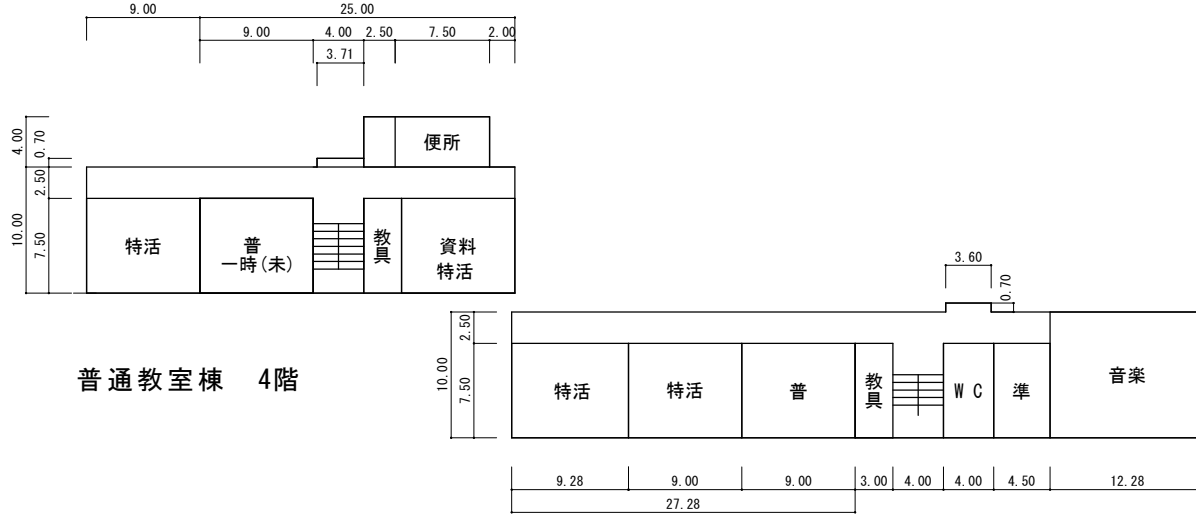 9.00 25.00
9.00 4.00 2.50 7.50 2.00
3.71
4.00
0.70
便所
10.00
2.50
7.50
特活
普
一時(未)
教具
資料
特活
3.60
0.70
普通教室棟 4階
10.00
2.50
7.50
特活
特活
普
教具
WC
準
音楽
9.28 9.00 9.00 3.00 4.00 4.00 4.50 12.28
27.28